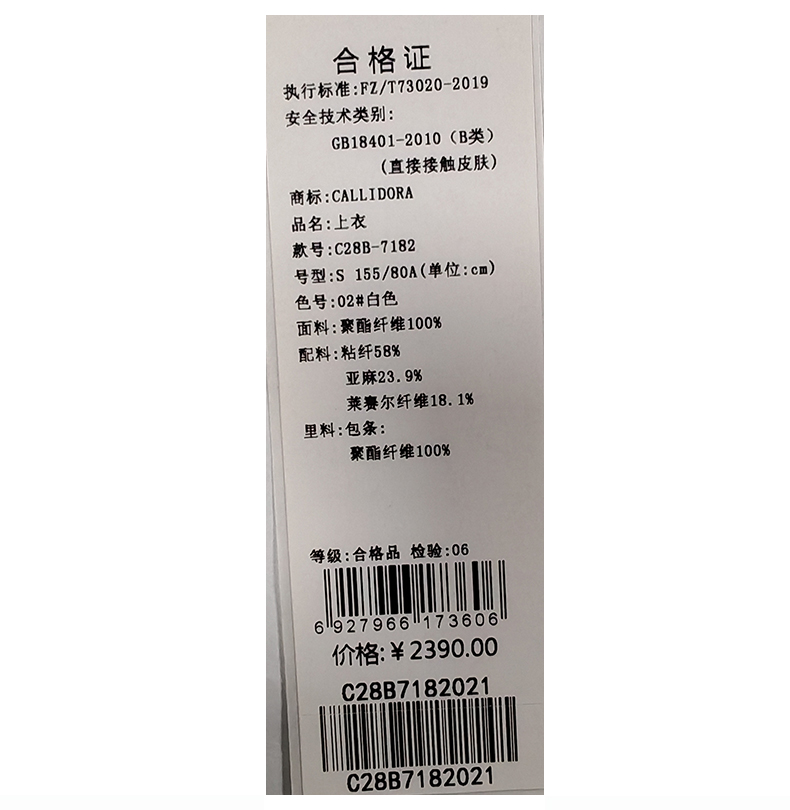 合格证
执行标准:FZ/T73020-2019
安全技术类别:
GB18401-2010（B类）
(直接接触皮肤)
商标:CALLIDORA
品名:上衣
款号:C28B-7182
号型:S 155/80A(单位:cm)
色号:02#白色
面料:聚酯纤维100%
配料:粘纤58%
亚麻23.9%
莱赛尔纤维18.1%
里料:包条:
聚酯纤维100%
等级:合格品 检验:06
6 927966 173606
价格:¥2390.00
C28B7182021
C28B7182021